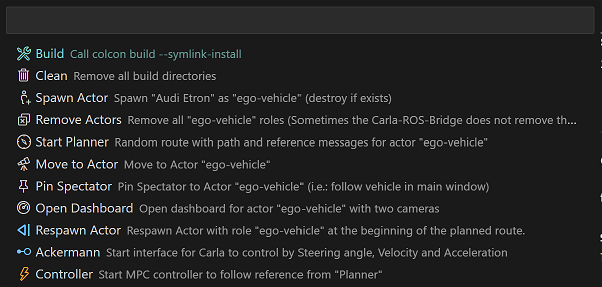 Build Call colcon build --symlink-install
Clean Remove all build directories
Spawn Actor Spawn "Audi Etron" as "ego-vehicle" (destroy if exists)
Remove Actors Remove all "ego-vehicle" roles (Sometimes the Carla-ROS-Bridge does not remove th...
Start Planner Random route with path and reference messages for actor "ego-vehicle"
Move to Actor Move to Actor "ego-vehicle"
Pin Spectator Pin Spectator to Actor "ego-vehicle" (i.e.: follow vehicle in main window)
Open Dashboard Open dashboard for actor "ego-vehicle" with two cameras
Respawn Actor Respawn Actor with role "ego-vehicle" at the beginning of the planned route.
Ackermann Start interface for Carla to control by Steering angle, Velocity and Acceleration
Controller Start MPC controller to follow reference from "Planner"